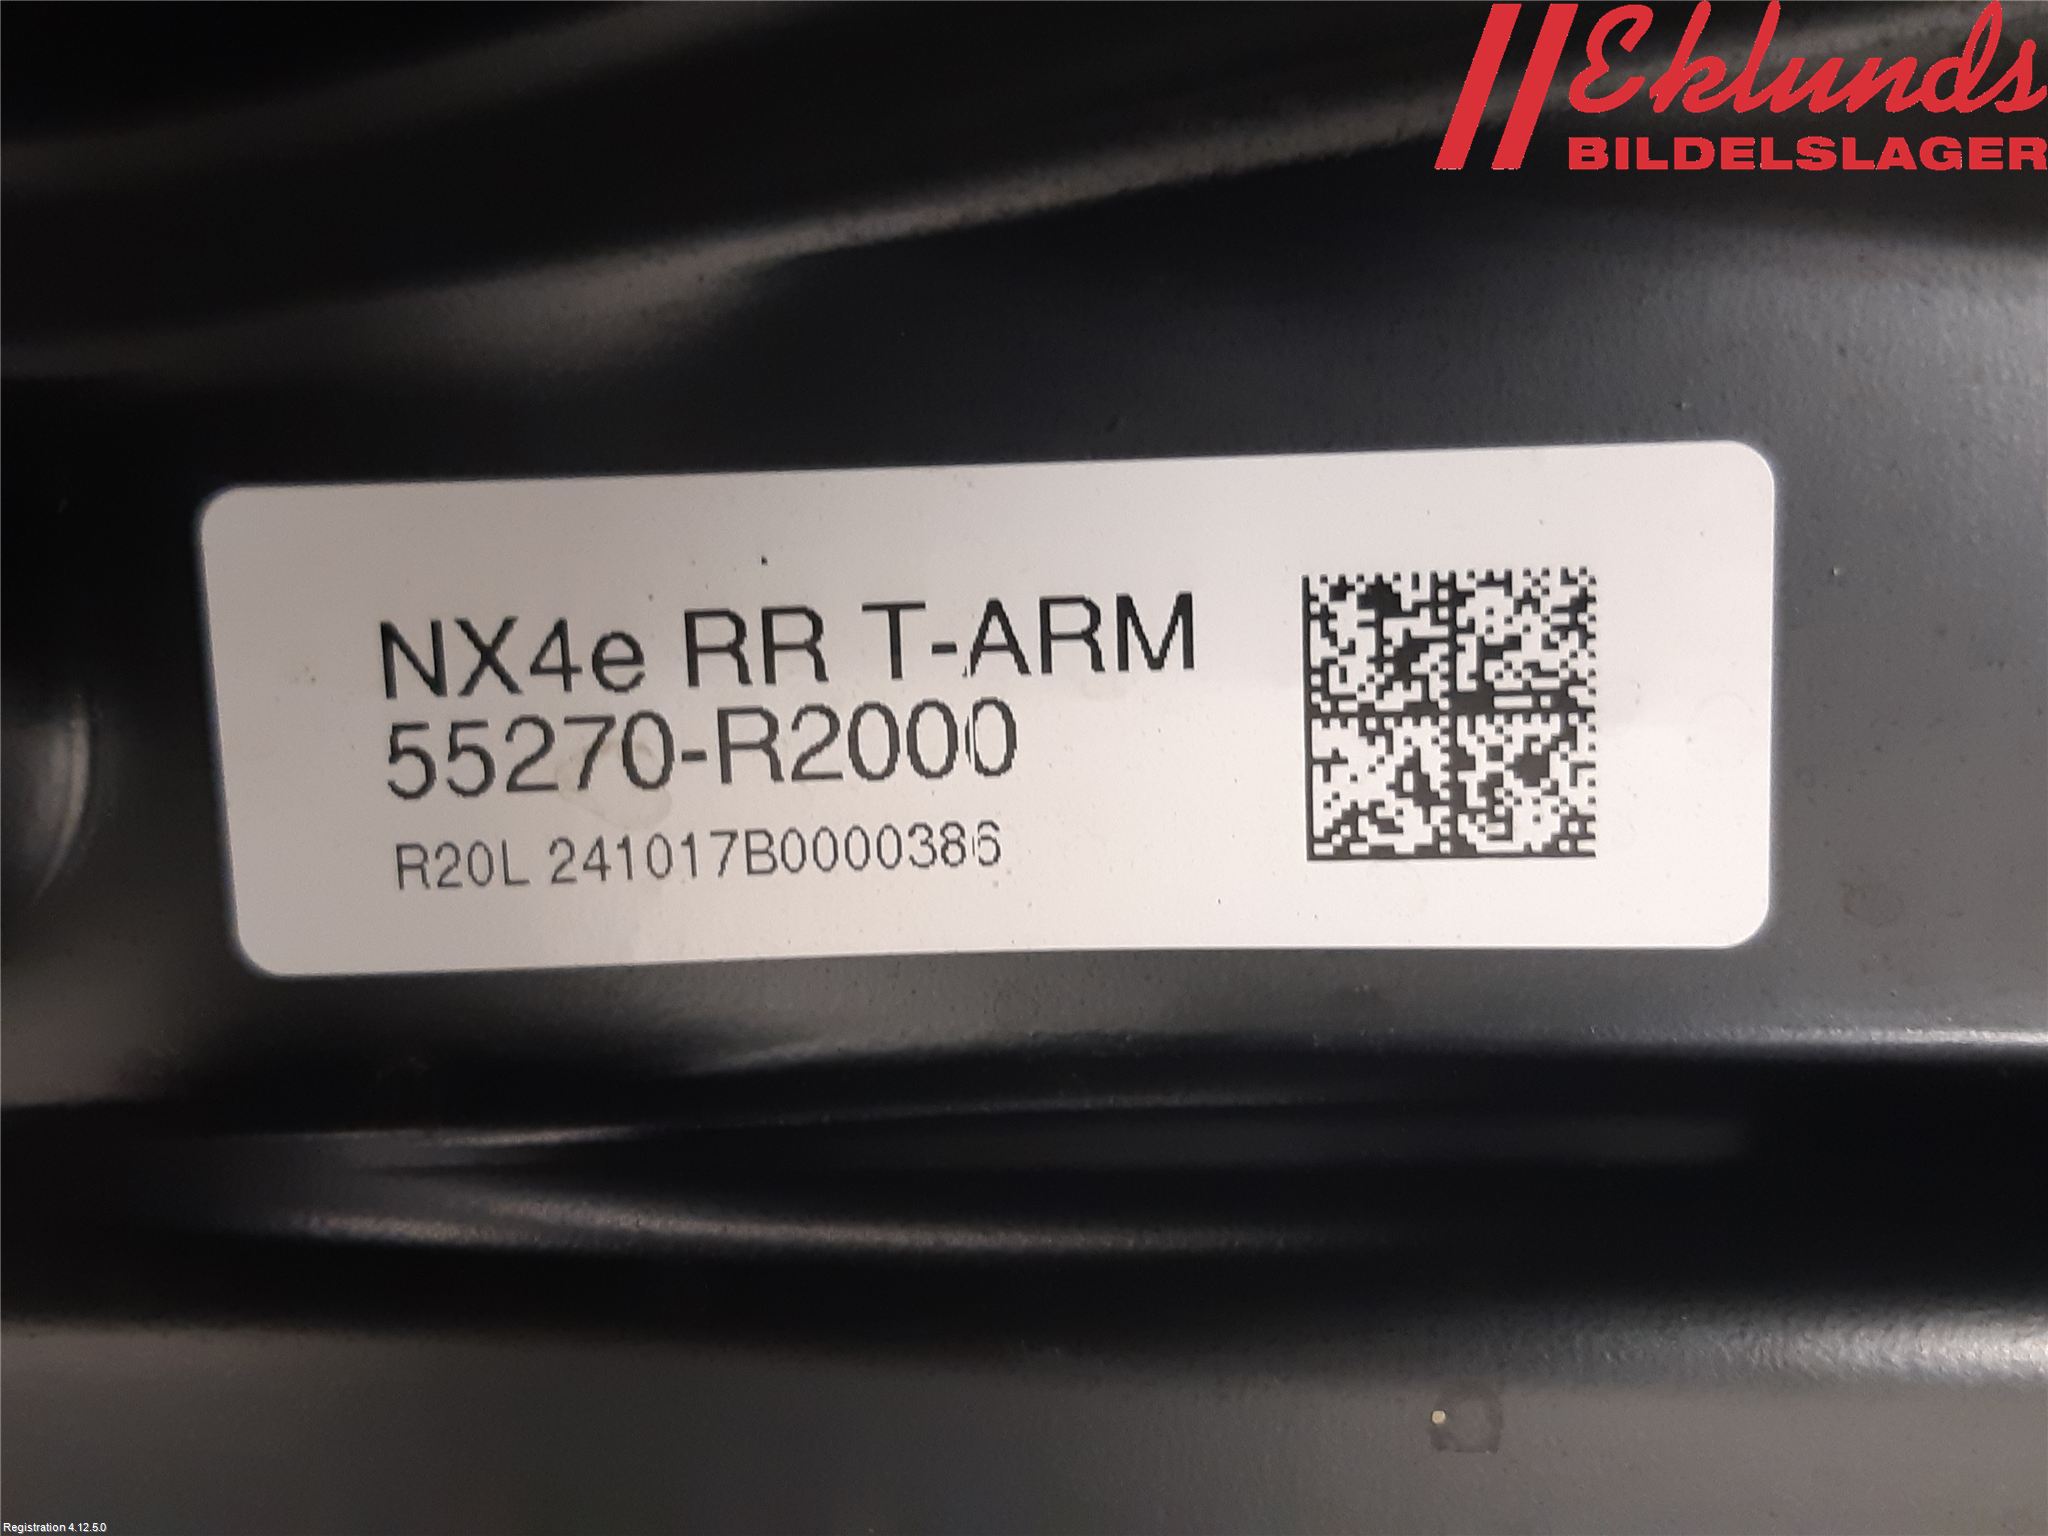 Eklunds
BILDELSLAGER
NX4e RR T-ARM
55270-R2000
R20L 241017B0000386
Registration 4.12.5.0